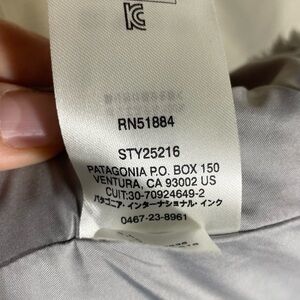 RN51884
STY25216
PATAGONIA P.O. BOX 150
VENTURA, CA 93002 US
CUIT:30-70924649-2
パタゴニア・インターナショナル・インク
0467-23-8961